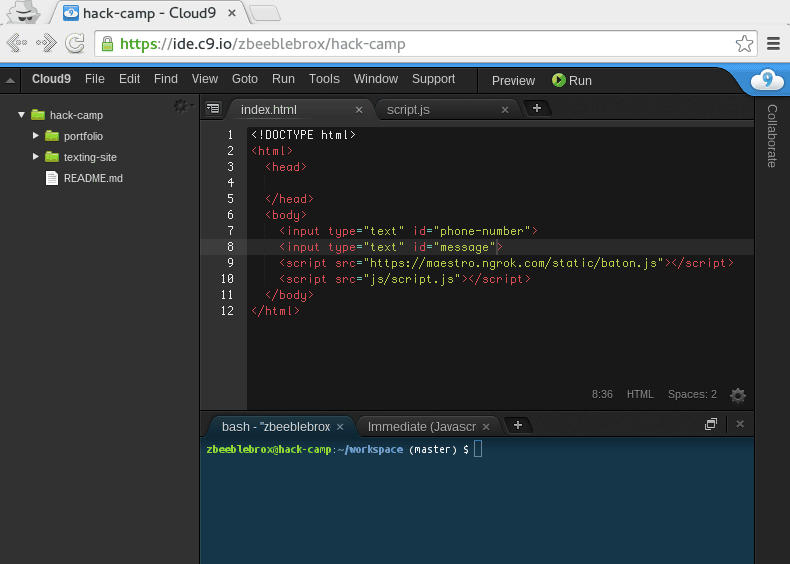 hack-camp - Cloud9 ×
https://ide.c9.io/zbeeblebrox/hack-camp
Cloud9 File Edit Find View Goto Run Tools Window Support Preview Run 9
hack-camp
portfolio
texting-site
README.md
index.html × script.js × +
Collaborate
1 <!DOCTYPE html>
2 <html>
3 <head>
4
5 </head>
6 <body>
7 <input type="text" id="phone-number">
8 <input type="text" id="message">
9 <script src="https://maestro.ngrok.com/static/baton.js"></script>
10 <script src="js/script.js"></script>
11 </body>
12 </html>
8:36 HTML Spaces: 2
bash - "zbeeblebrox × Immediate (Javascr × +
zbeeblebrox@hack-camp:~/workspace (master) $